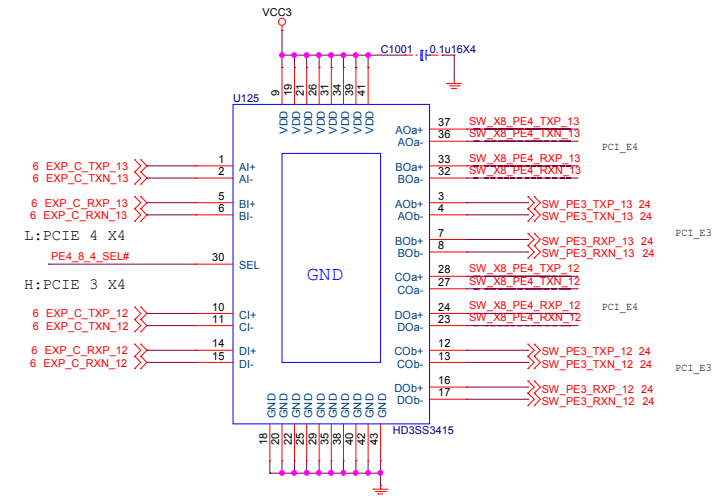 VCC3
C1001 0.1u16X4
U125
9 19 21 26 31 34 39 41
VDD VDD VDD VDD VDD VDD VDD VDD
6 EXP_C_TXP_13 1 AI+
6 EXP_C_TXN_13 2 AI-
6 EXP_C_RXP_13 5 BI+
6 EXP_C_RXN_13 6 BI-
L:PCIE 4 X4
PE4_8_4_SEL# 30 SEL
H:PCIE 3 X4
6 EXP_C_TXP_12 10 CI+
6 EXP_C_TXN_12 11 CI-
6 EXP_C_RXP_12 14 DI+
6 EXP_C_RXN_12 15 DI-
GND
AOa+ 37 SW_X8_PE4_TXP_13
AOa- 36 SW_X8_PE4_TXN_13
PCI_E4
BOa+ 33 SW_X8_PE4_RXP_13
BOa- 32 SW_X8_PE4_RXN_13
AOb+ 3 SW_PE3_TXP_13 24
AOb- 4 SW_PE3_TXN_13 24
PCI_E3
BOb+ 7 SW_PE3_RXP_13 24
BOb- 8 SW_PE3_RXN_13 24
COa+ 28 SW_X8_PE4_TXP_12
COa- 27 SW_X8_PE4_TXN_12
PCI_E4
DOa+ 24 SW_X8_PE4_RXP_12
DOa- 23 SW_X8_PE4_RXN_12
COb+ 12 SW_PE3_TXP_12 24
COb- 13 SW_PE3_TXN_12 24
PCI_E3
DOb+ 16 SW_PE3_RXP_12 24
DOb- 17 SW_PE3_RXN_12 24
GND GND GND GND GND GND GND GND GND GND
18 20 22 25 29 35 38 40 42 43
HD3SS3415